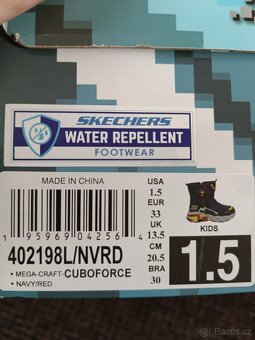 SKECHERS
WATER REPELLENT
FOOTWEAR
MADE IN CHINA
1 95969 04256 4
402198L/NVRD
• MEGA-CRAFT-CUBOFORCE
• NAVY/RED
USA
1.5
EUR
33
UK
13.5
CM
20.5
BRA
30
KIDS
1.5
Bazoš.cz